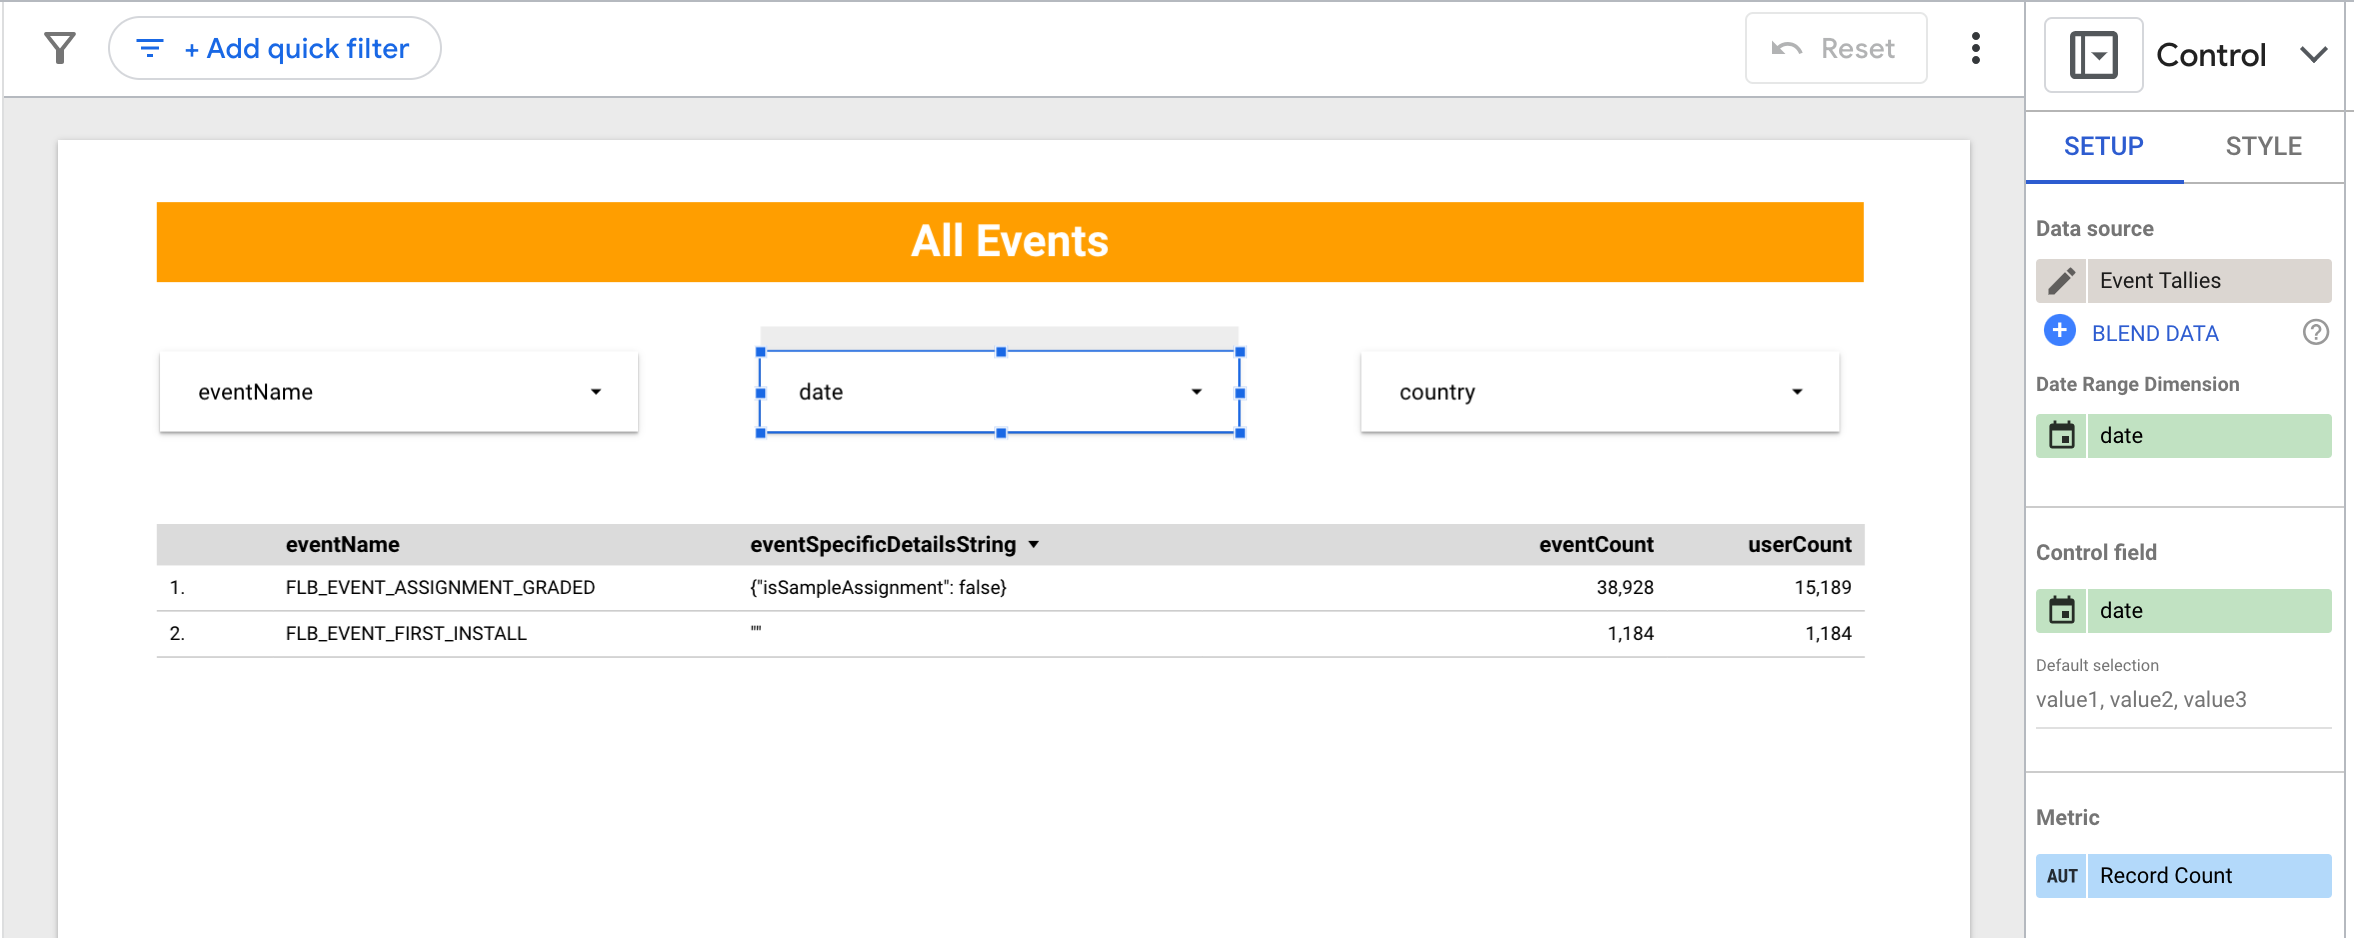 + Add quick filter
Reset
Control
SETUP
STYLE
All Events
eventName
date
country
eventName
eventSpecificDetailsString
eventCount
userCount
1.
FLB_EVENT_ASSIGNMENT_GRADED
{"isSampleAssignment": false}
38,928
15,189
2.
FLB_EVENT_FIRST_INSTALL
""
1,184
1,184
Data source
Event Tallies
BLEND DATA
Date Range Dimension
date
Control field
date
Default selection
value1, value2, value3
Metric
AUT
Record Count